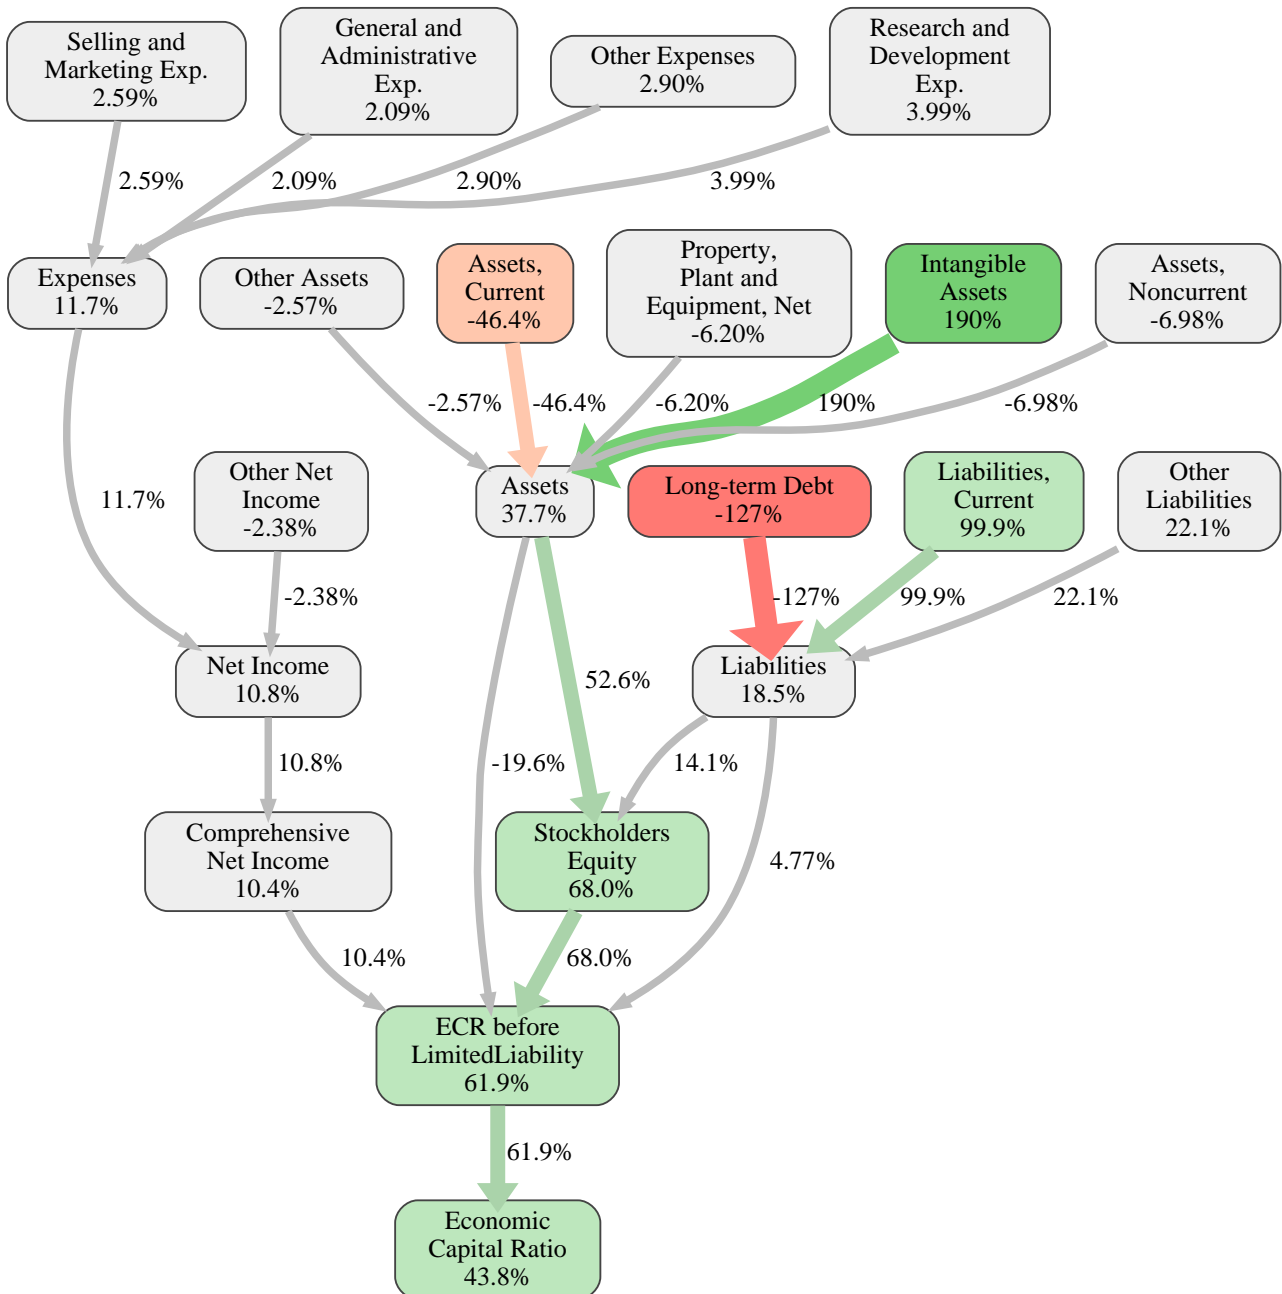 Selling and
Marketing Exp.
2.59%
General and
Administrative
Exp.
2.09%
Other Expenses
2.90%
Research and
Development
Exp.
3.99%
2.59%
2.09%
2.90%
3.99%
Expenses
11.7%
Other Assets
-2.57%
Assets,
Current
-46.4%
Property,
Plant and
Equipment, Net
-6.20%
Intangible
Assets
190%
Assets,
Noncurrent
-6.98%
-2.57%
-46.4%
-6.20%
190%
-6.98%
11.7%
Other Net
Income
-2.38%
Assets
37.7%
Long-term Debt
-127%
Liabilities,
Current
99.9%
Other
Liabilities
22.1%
-2.38%
-127%
99.9%
22.1%
Net Income
10.8%
52.6%
Liabilities
18.5%
10.8%
-19.6%
14.1%
Comprehensive
Net Income
10.4%
Stockholders
Equity
68.0%
4.77%
10.4%
68.0%
ECR before
LimitedLiability
61.9%
61.9%
Economic
Capital Ratio
43.8%